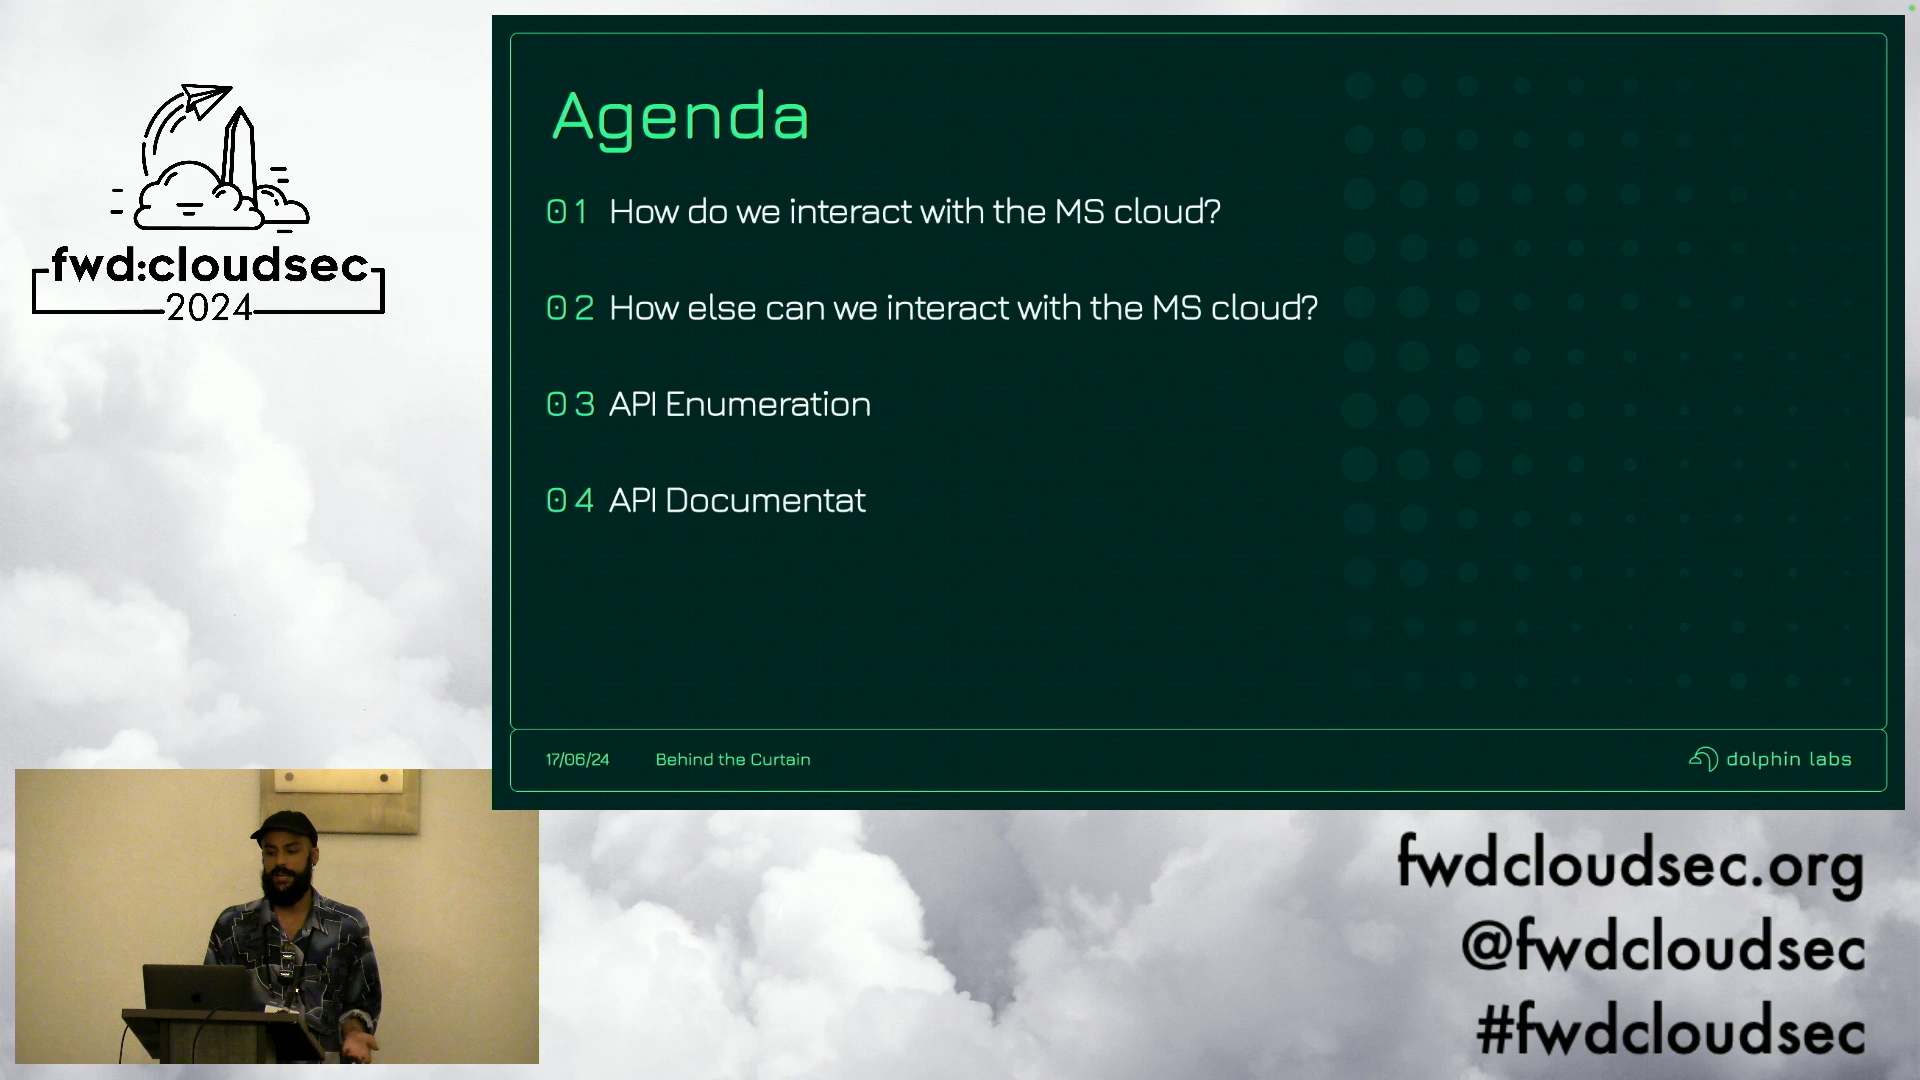 fwd:cloudsec
2024
Agenda
01 How do we interact with the MS cloud?
02 How else can we interact with the MS cloud?
03 API Enumeration
04 API Documentat
17/06/24 Behind the Curtain dolphin labs
fwdcloudsec.org
@fwdcloudsec
#fwdcloudsec